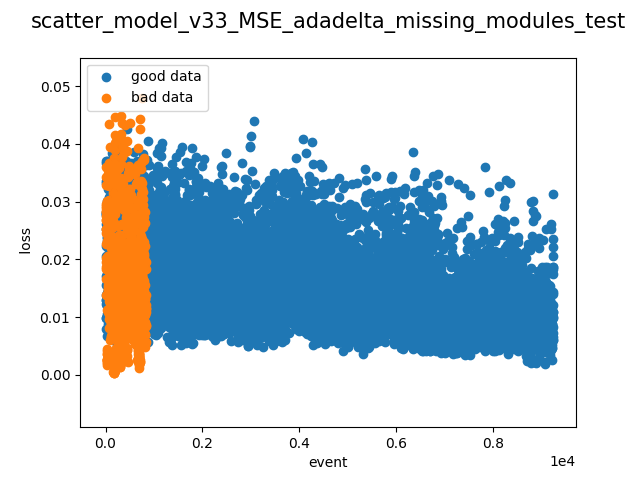 scatter_model_v33_MSE_adadelta_missing_modules_test
good data
bad data
0.05
0.04
0.03
0.02
0.01
0.00
loss
0.0
0.2
0.4
0.6
0.8
1e4
event